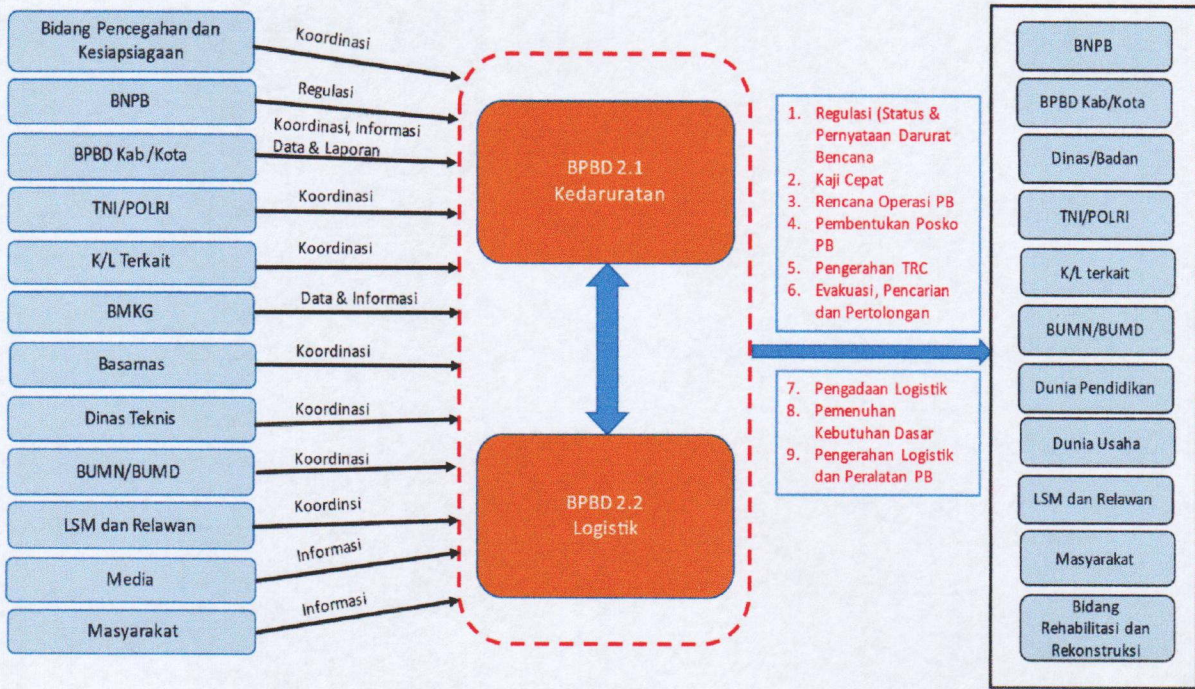 Bidang Pencegahan dan
Kesiapsiagaan
Koordinasi
BNPB
Regulasi
BPBD Kab/Kota
Koordinasi, Informasi
Data & Laporan
TNI/POLRI
Koordinasi
K/L Terkait
Koordinasi
BMKG
Data & Informasi
Basarnas
Koordinasi
Dinas Teknis
Koordinasi
BUMN/BUMD
Koordinasi
LSM dan Relawan
Koordinsi
Media
Informasi
Masyarakat
Informasi
BPBD 2.1
Kedaruratan
BPBD 2.2
Logistik
1. Regulasi (Status &
Pernyataan Darurat
Bencana
2. Kaji Cepat
3. Rencana Operasi PB
4. Pembentukan Posko
PB
5. Pengerahan TRC
6. Evakuasi, Pencarian
dan Pertolongan
7. Pengadaan Logistik
8. Pemenuhan
Kebutuhan Dasar
9. Pengerahan Logistik
dan Peralatan PB
BNPB
BPBD Kab/Kota
Dinas/Badan
TNI/POLRI
K/L terkait
BUMN/BUMD
Dunia Pendidikan
Dunia Usaha
LSM dan Relawan
Masyarakat
Bidang
Rehabilitasi dan
Rekonstruksi